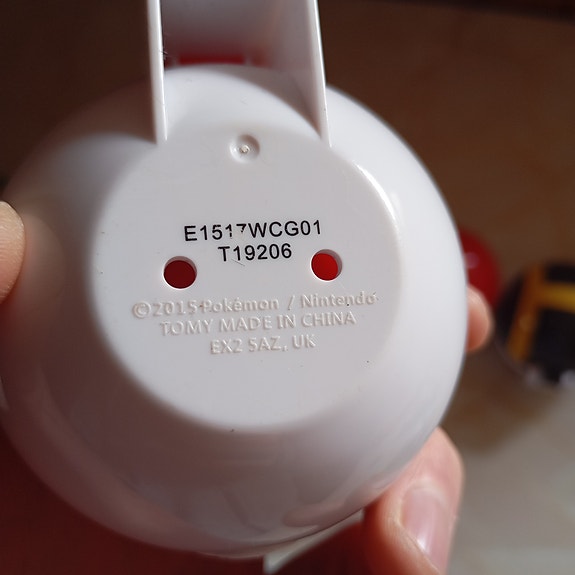 E1517WCG01
T19206
©2015 Pokémon / Nintendo
TOMY MADE IN CHINA
EX2 5AZ, UK